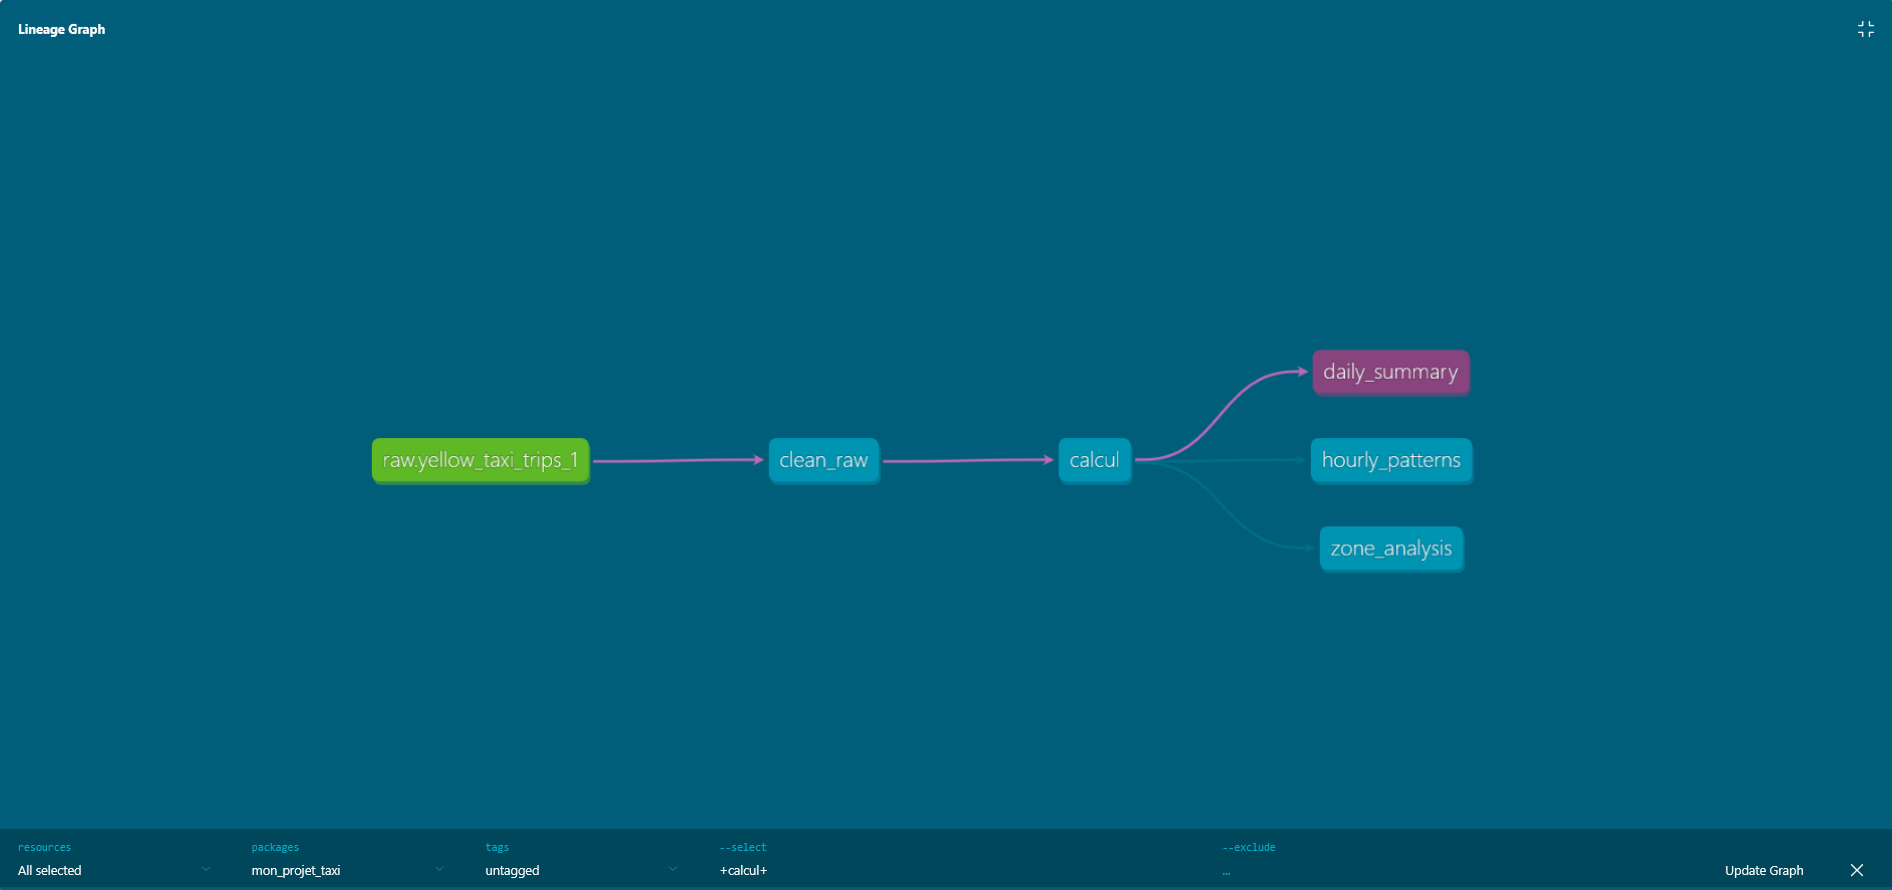 Lineage Graph
daily_summary
raw.yellow_taxi_trips_1
clean_raw
calcul
hourly_patterns
zone_analysis
resources
packages
tags
--select
--exclude
All selected
mon_projet_taxi
untagged
+calcul+
...
Update Graph